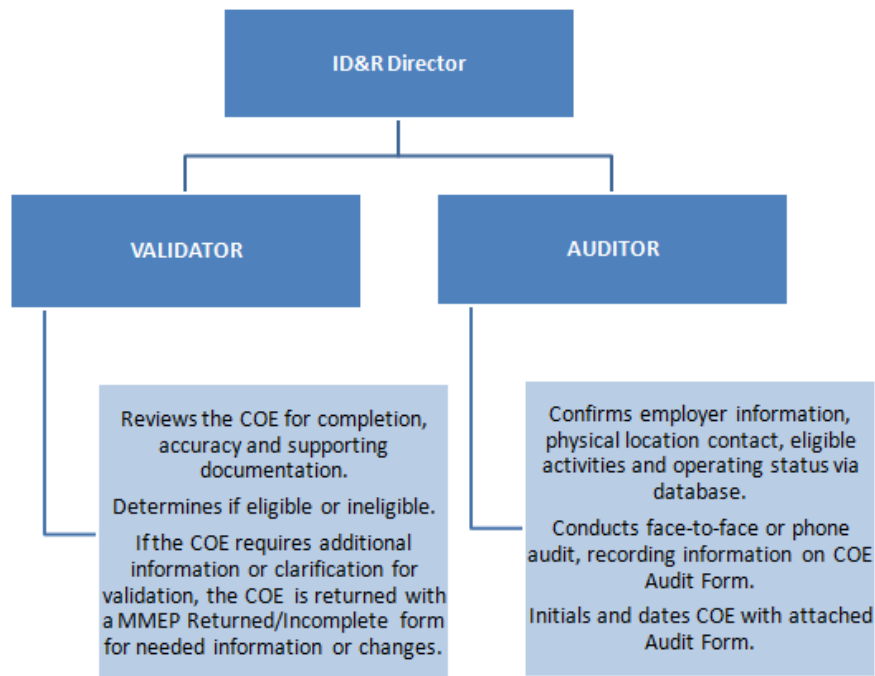 ID&R Director
VALIDATOR
AUDITOR
Reviews the COE for completion,
accuracy and supporting
documentation.
Determines if eligible or ineligible.
If the COE requires additional
information or clarification for
validation, the COE is returned with
a MMEP Returned/Incomplete form
for needed information or changes.
Confirms employer information,
physical location contact, eligible
activities and operating status via
database.
Conducts face-to-face or phone
audit, recording information on COE
Audit Form.
Initials and dates COE with attached
Audit Form.